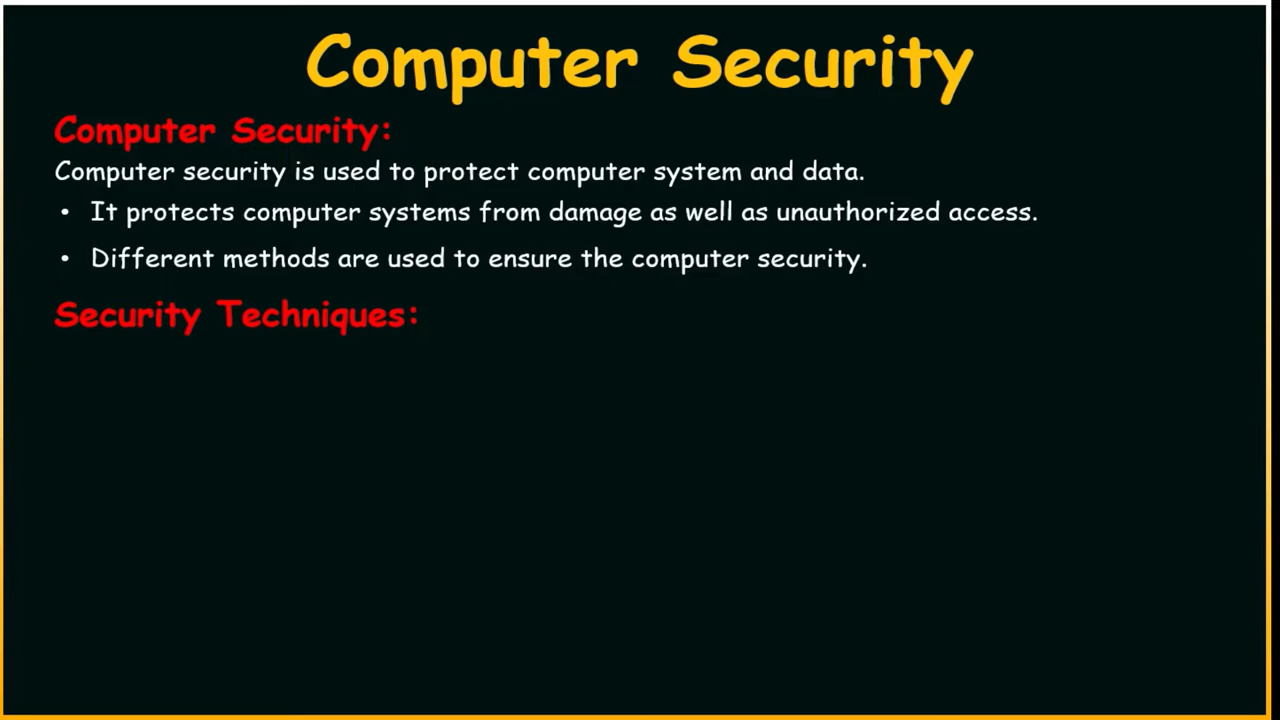 Computer Security
Computer Security:
Computer security is used to protect computer system and data.
• It protects computer systems from damage as well as unauthorized access.
• Different methods are used to ensure the computer security.
Security Techniques: